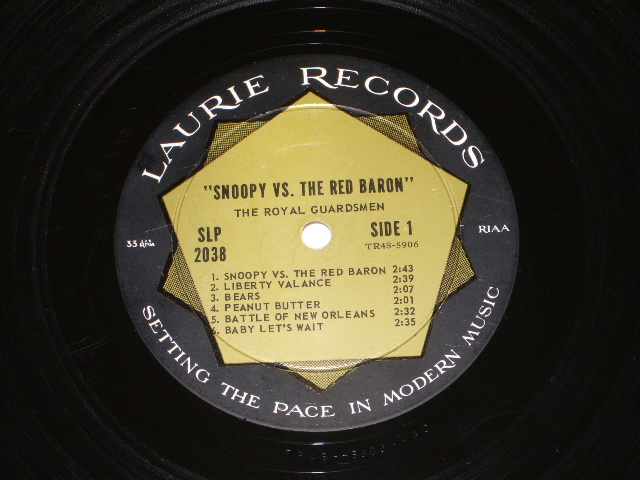 LAURIE RECORDS
"SNOOPY VS. THE RED BARON"
THE ROYAL GUARDSMEN
SLP
2038
SIDE 1
TR4S-5906
33 ⅓
RIAA
1. SNOOPY VS. THE RED BARON 2:43
2. LIBERTY VALANCE 2:39
3. BEARS 2:07
4. PEANUT BUTTER 2:01
5. BATTLE OF NEW ORLEANS 2:32
6. BABY LET'S WAIT 2:35
SETTING THE PACE IN MODERN MUSIC